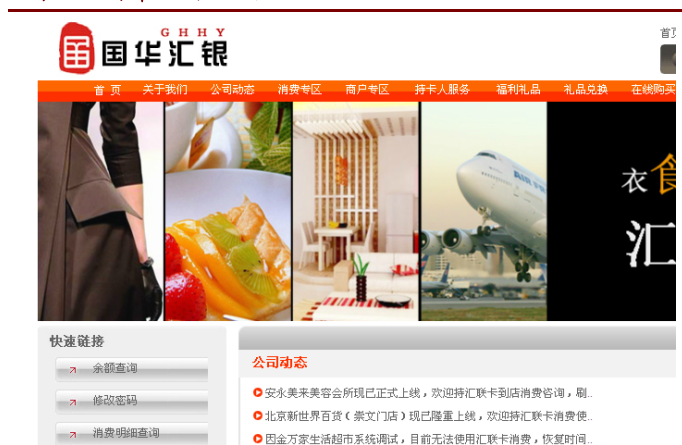 GHHY
国华汇银
首页
首 页 关于我们 公司动态 消费专区 商户专区 持卡人服务 福利礼品 礼品兑换 在线购买
AIR
衣食
汇
快速链接
余额查询
修改密码
消费明细查询
公司动态
安永美来美容会所现已正式上线，欢迎持汇联卡到店消费咨询，刷..
北京新世界百货（崇文门店）现已隆重上线，欢迎持汇联卡消费使..
因金万家生活超市系统调试，目前无法使用汇联卡消费，恢复时间..